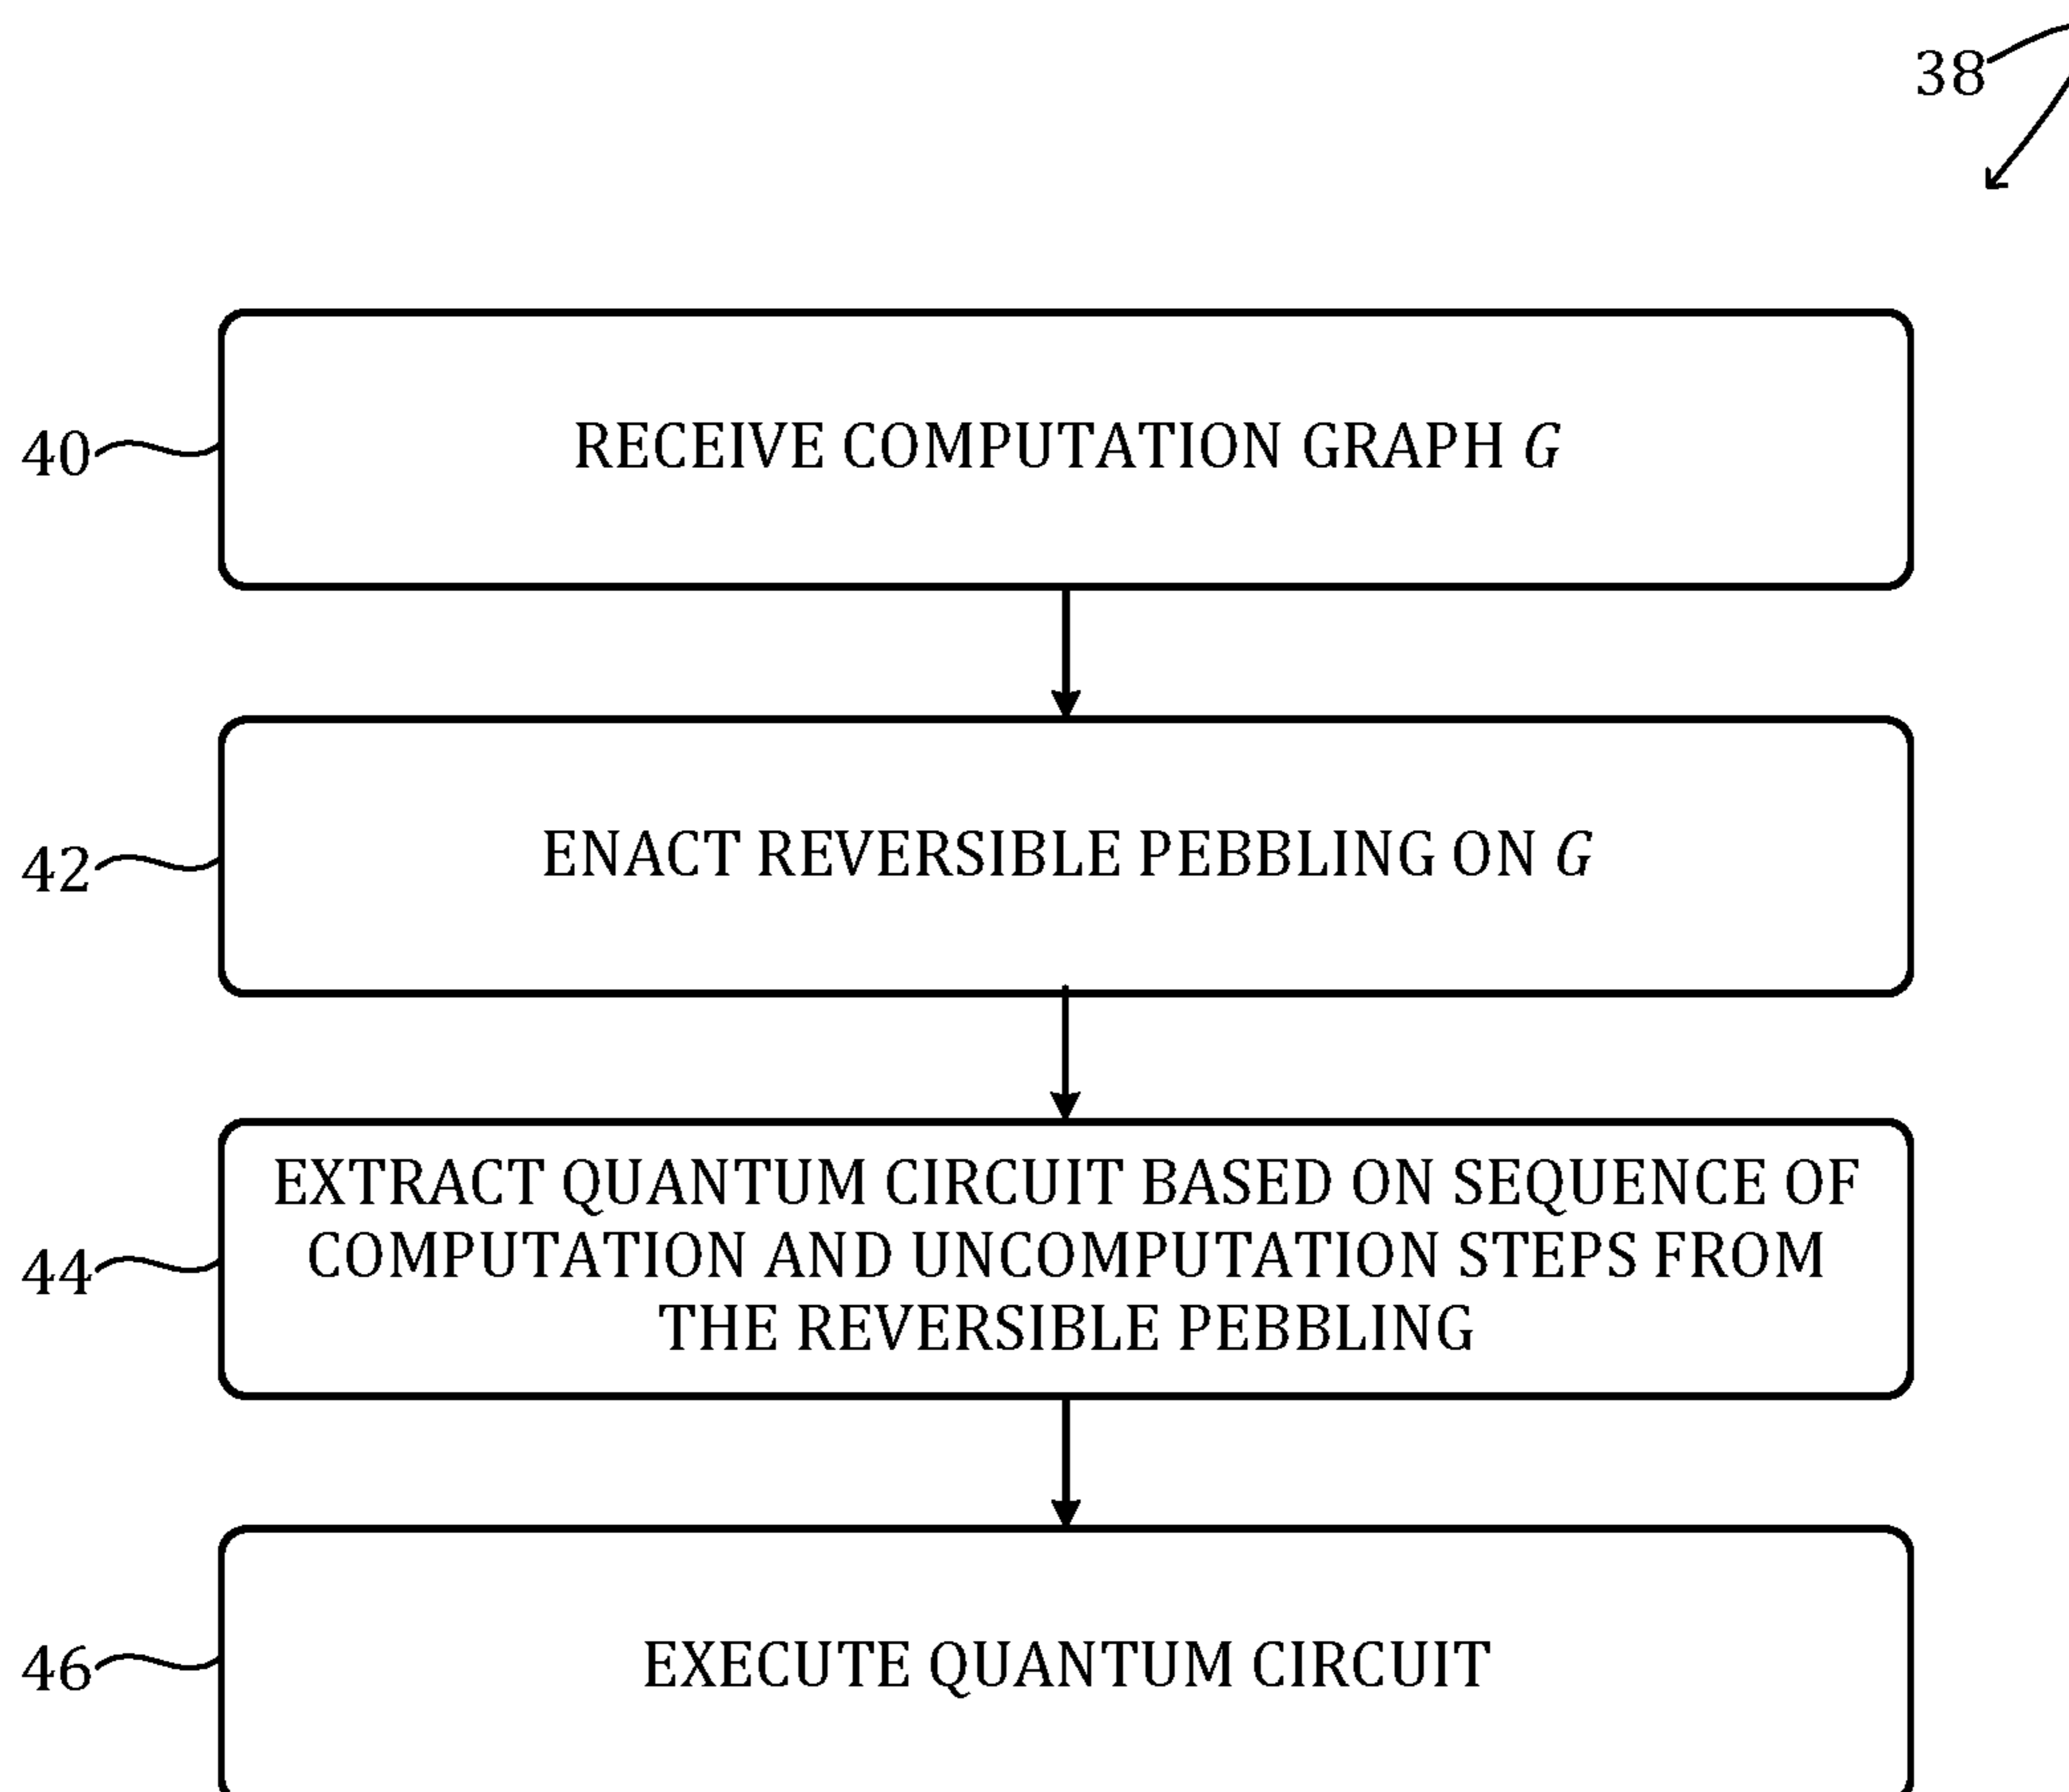 38
40
RECEIVE COMPUTATION GRAPH G
42
ENACT REVERSIBLE PEBBLING ON G
EXTRACT QUANTUM CIRCUIT BASED ON SEQUENCE OF
44
COMPUTATION AND UNCOMPUTATION STEPS FROM
THE REVERSIBLE PEBBLING
46
EXECUTE QUANTUM CIRCUIT